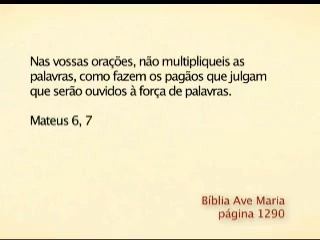 Nas vossas orações, não multipliqueis as
palavras, como fazem os pagãos que julgam
que serão ouvidos à força de palavras.
Mateus 6, 7
Bíblia Ave Maria
página 1290